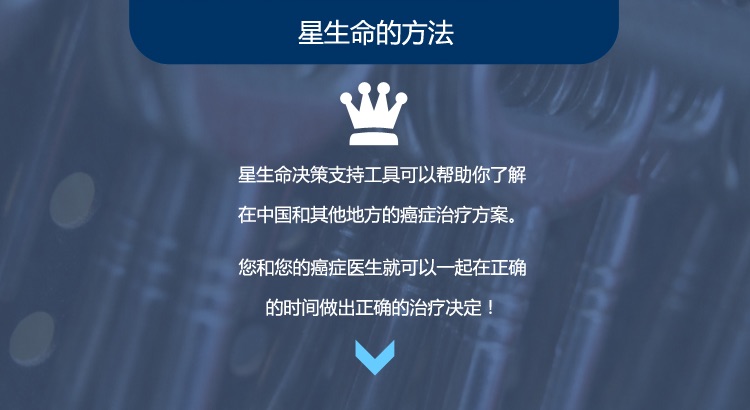 星生命的方法
星生命决策支持工具可以帮助你了解
在中国和其他地方的癌症治疗方案。
您和您的癌症医生就可以一起在正确
的时间做出正确的治疗决定！